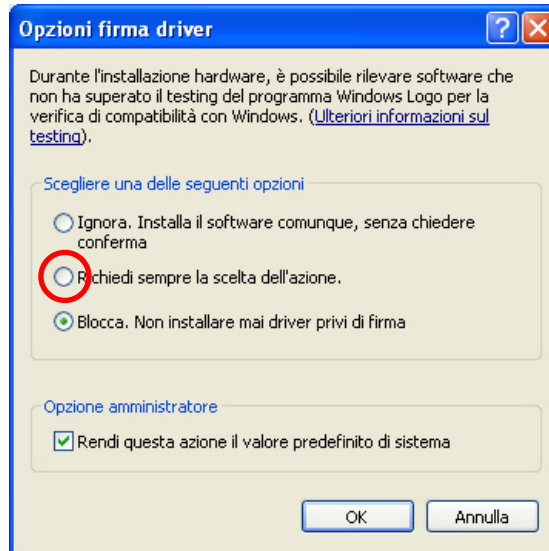 Opzioni firma driver
Durante l'installazione hardware, è possibile rilevare software che
non ha superato il testing del programma Windows Logo per la
verifica di compatibilità con Windows. (Ulteriori informazioni sul
testing).
Scegliere una delle seguenti opzioni
Ignora. Installa il software comunque, senza chiedere
conferma
Richiedi sempre la scelta dell'azione.
Blocca. Non installare mai driver privi di firma
Opzione amministratore
Rendi questa azione il valore predefinito di sistema
OK
Annulla